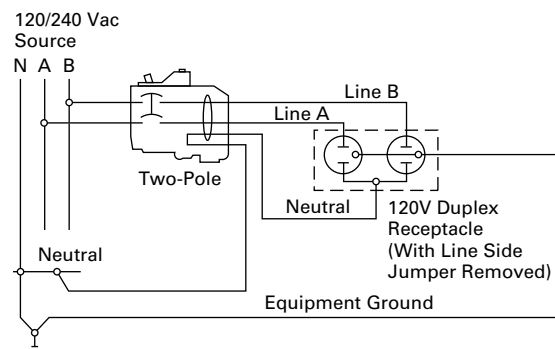 120/240 Vac
Source
N A B
Line B
Line A
Two-Pole
Neutral
120V Duplex
Receptacle
(With Line Side
Jumper Removed)
Neutral
Equipment Ground